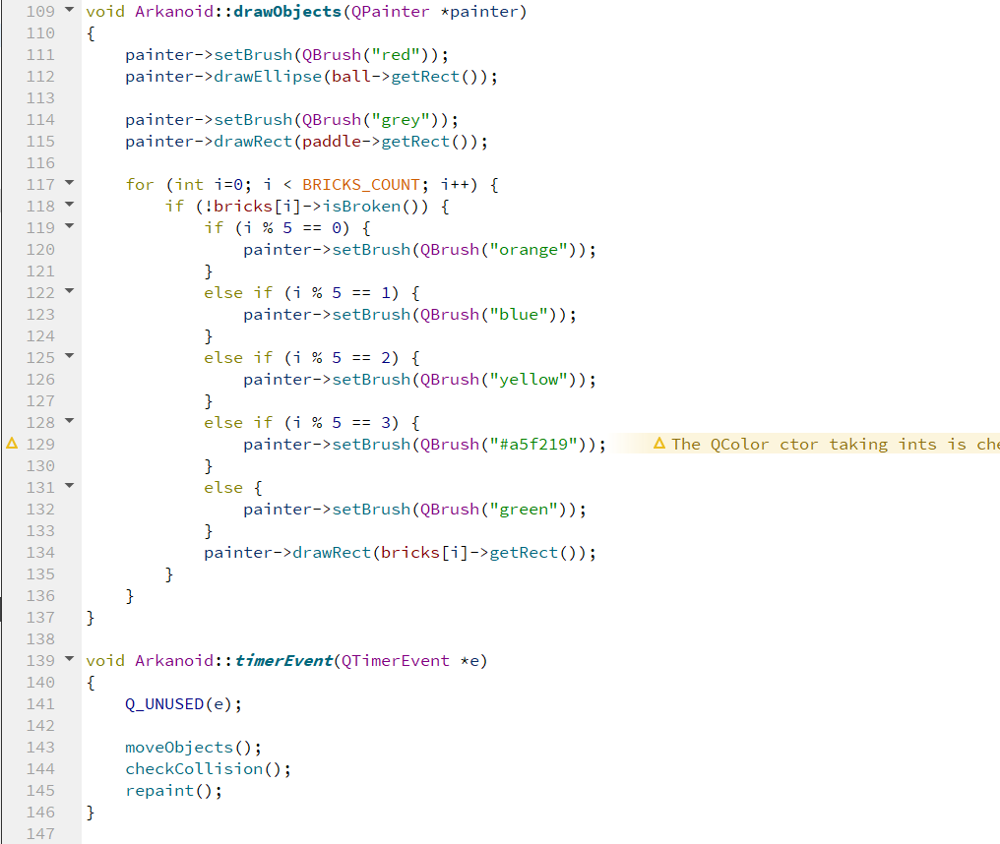 109 void Arkanoid::drawObjects(QPainter *painter)
110 {
111     painter->setBrush(QBrush("red"));
112     painter->drawEllipse(ball->getRect());
113
114     painter->setBrush(QBrush("grey"));
115     painter->drawRect(paddle->getRect());
116
117     for (int i=0; i < BRICKS_COUNT; i++) {
118         if (!bricks[i]->isBroken()) {
119             if (i % 5 == 0) {
120                 painter->setBrush(QBrush("orange"));
121             }
122             else if (i % 5 == 1) {
123                 painter->setBrush(QBrush("blue"));
124             }
125             else if (i % 5 == 2) {
126                 painter->setBrush(QBrush("yellow"));
127             }
128             else if (i % 5 == 3) {
129                 painter->setBrush(QBrush("#a5f219")); The QColor ctor taking ints is che
130             }
131             else {
132                 painter->setBrush(QBrush("green"));
133             }
134             painter->drawRect(bricks[i]->getRect());
135         }
136     }
137 }
138
139 void Arkanoid::timerEvent(QTimerEvent *e)
140 {
141     Q_UNUSED(e);
142
143     moveObjects();
144     checkCollision();
145     repaint();
146 }
147